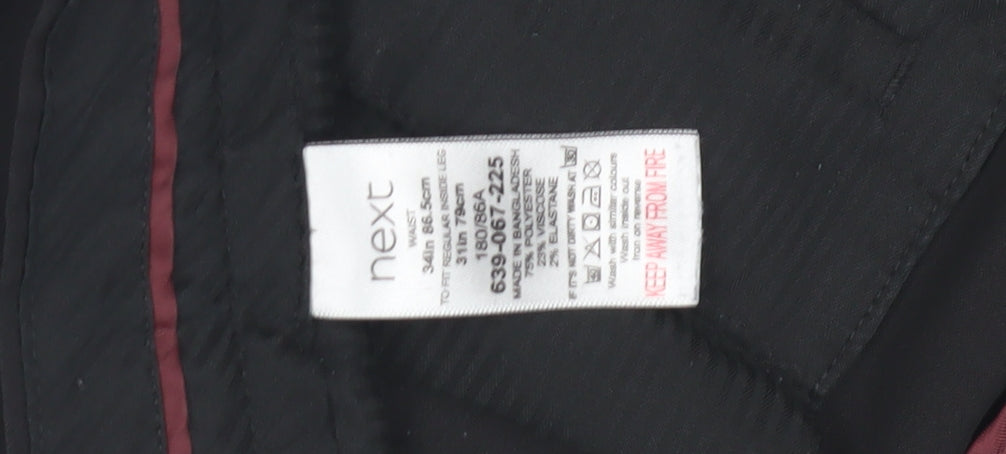 next
WAIST
34in 86.5cm
TO FIT REGULAR INSIDE LEG
31in 79cm
180/86A
639-067-225
MADE IN BANGLADESH
75% POLYESTER
23% VISCOSE
2% ELASTANE
IF IT'S NOT DIRTY WASH AT 30
Wash with similar colours
Wash inside out
Iron on reverse
KEEP AWAY FROM FIRE